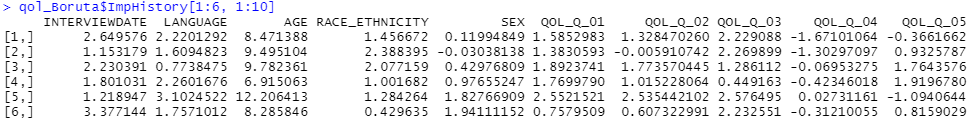 > qol_Boruta$ImpHistory[1:6, 1:10]
INTERVIEWDATE LANGUAGE AGE RACE_ETHNICITY SEX QOL_Q_01 QOL_Q_02 QOL_Q_03 QOL_Q_04 QOL_Q_05
[1,] 2.649576 2.2201292 8.471388 1.456672 0.11994849 1.5852983 1.328470260 2.229088 -1.67101064 -0.3661662
[2,] 1.153179 1.6094823 9.495104 2.388395 -0.03038138 1.3830593 -0.005910742 2.269899 -1.30297097 0.9325787
[3,] 2.230391 0.7738475 9.782361 2.077159 0.42976809 1.8923741 1.773570445 1.286112 -0.06953275 1.7643576
[4,] 1.801031 2.2601676 6.915063 1.001682 0.97655247 1.7699790 1.015228064 0.449163 -0.42346018 1.9196780
[5,] 1.218947 3.1024522 12.206413 1.284264 1.82766909 2.5552521 2.535442102 2.576495 0.02731161 -1.0940644
[6,] 3.377144 1.7571012 8.285846 0.429635 1.94111152 0.7579509 0.607322991 2.232551 -0.31210055 0.8159029